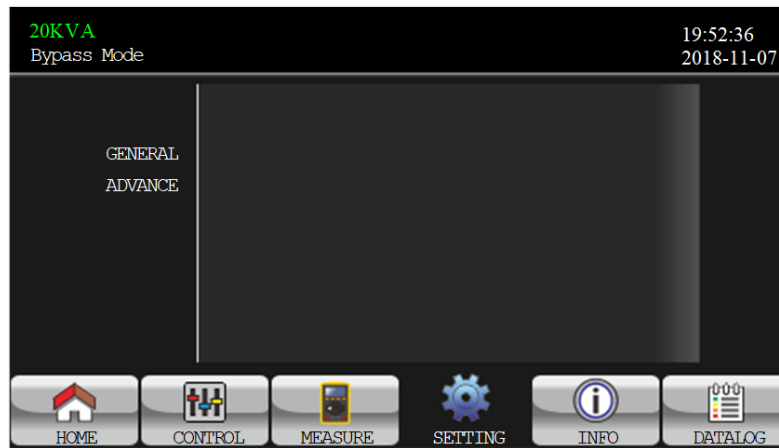 20KVA
Bypass Mode
19:52:36
2018-11-07
GENERAL
ADVANCE
HOME
CONTROL
MEASURE
SETTING
INFO
DATALOG